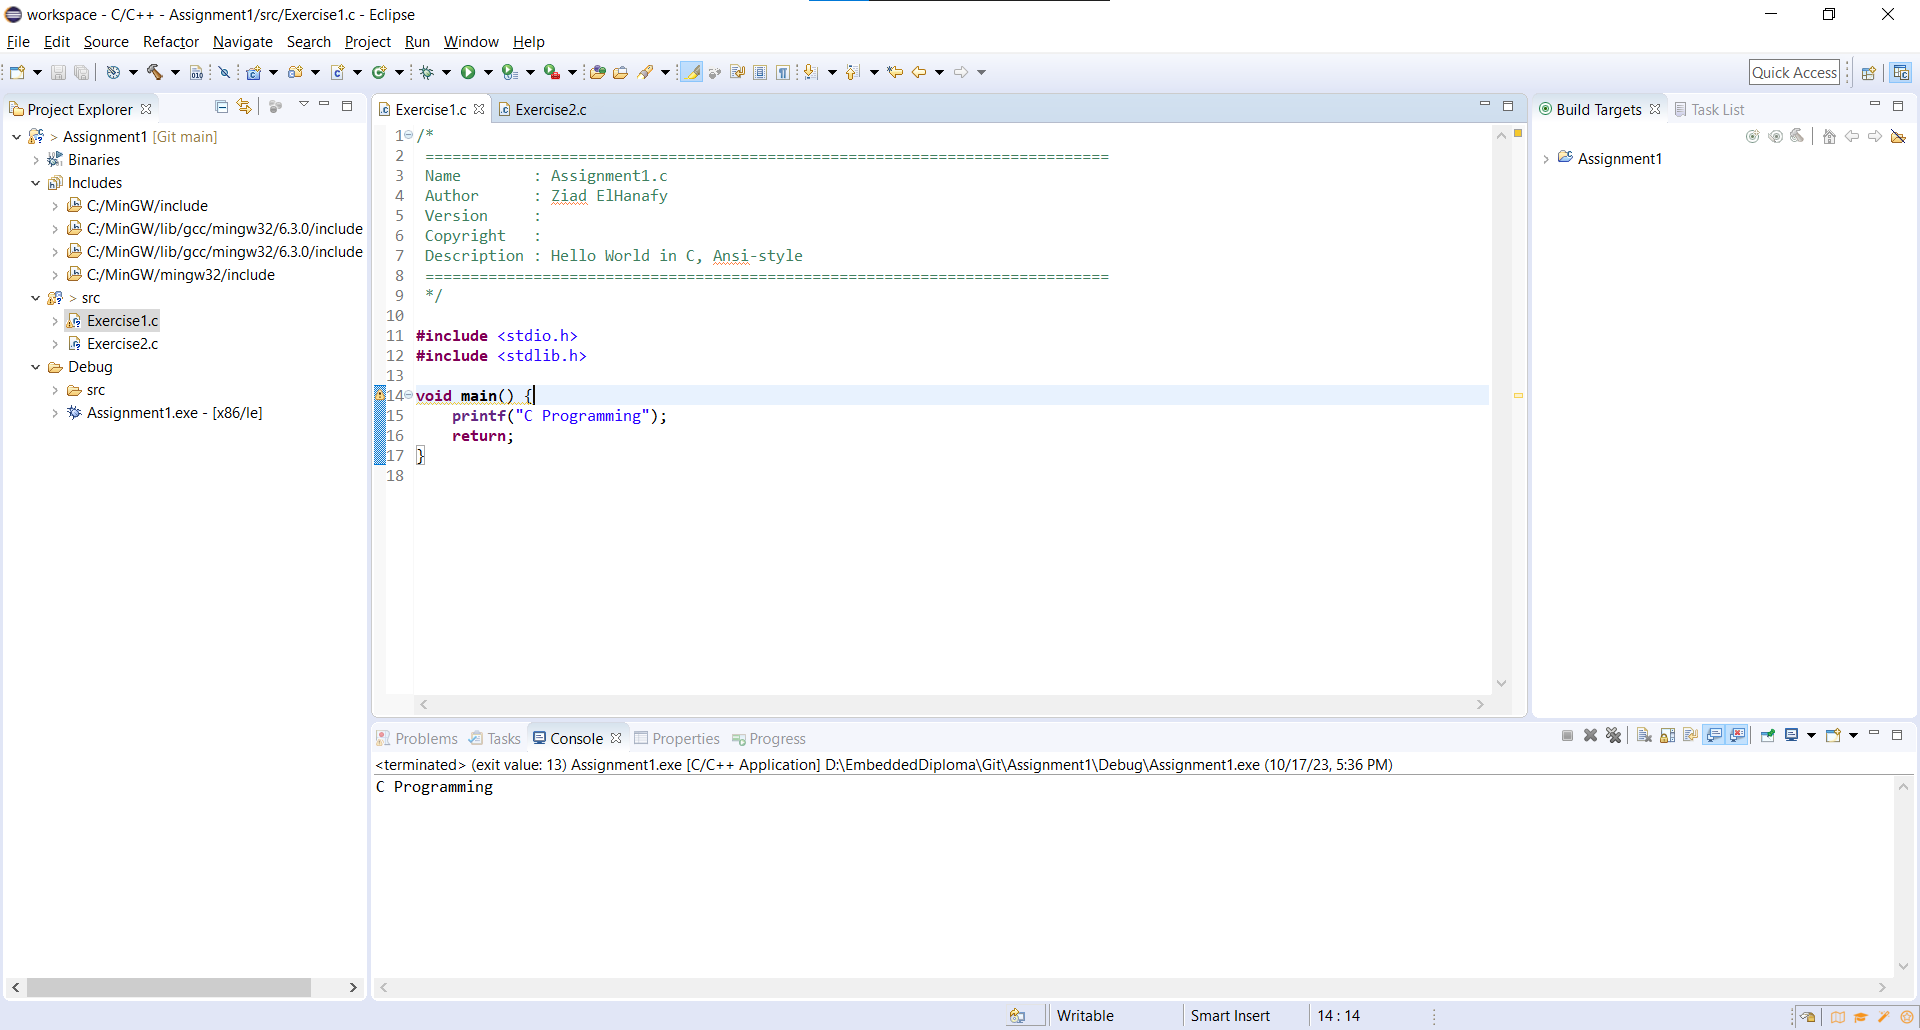 workspace - C/C++ - Assignment1/src/Exercise1.c - Eclipse
File Edit Source Refactor Navigate Search Project Run Window Help
Quick Access
Project Explorer
> Assignment1 [Git main]
Binaries
Includes
C:/MinGW/include
C:/MinGW/lib/gcc/mingw32/6.3.0/include
C:/MinGW/lib/gcc/mingw32/6.3.0/include
C:/MinGW/mingw32/include
> src
Exercise1.c
Exercise2.c
Debug
src
Assignment1.exe - [x86/le]
Exercise1.c Exercise2.c
1 /*
2 ============================================================================
3 Name        : Assignment1.c
4 Author      : Ziad ElHanafy
5 Version     :
6 Copyright   :
7 Description : Hello World in C, Ansi-style
8 ============================================================================
9 */
10
11 #include <stdio.h>
12 #include <stdlib.h>
13
14 void main() {
15     printf("C Programming");
16     return;
17 }
18
Build Targets Task List
Assignment1
Problems Tasks Console Properties Progress
<terminated> (exit value: 13) Assignment1.exe [C/C++ Application] D:\EmbeddedDiploma\Git\Assignment1\Debug\Assignment1.exe (10/17/23, 5:36 PM)
C Programming
Writable Smart Insert 14 : 14